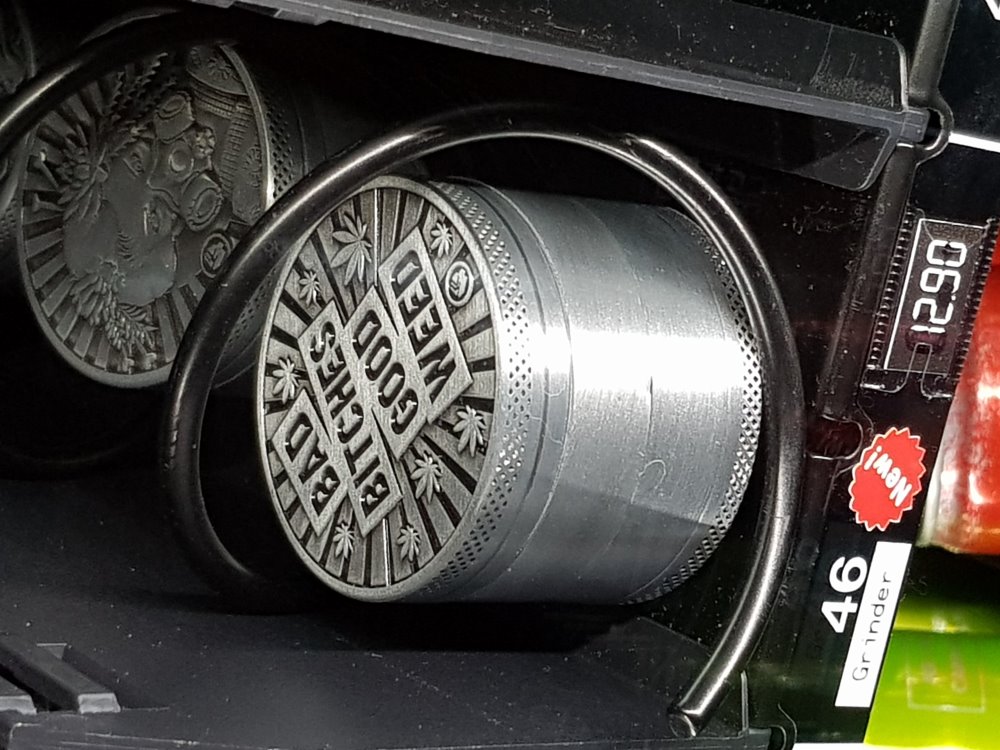 BAD
BITCHES
GOOD
WEED
12.90
New!
46
Grinder